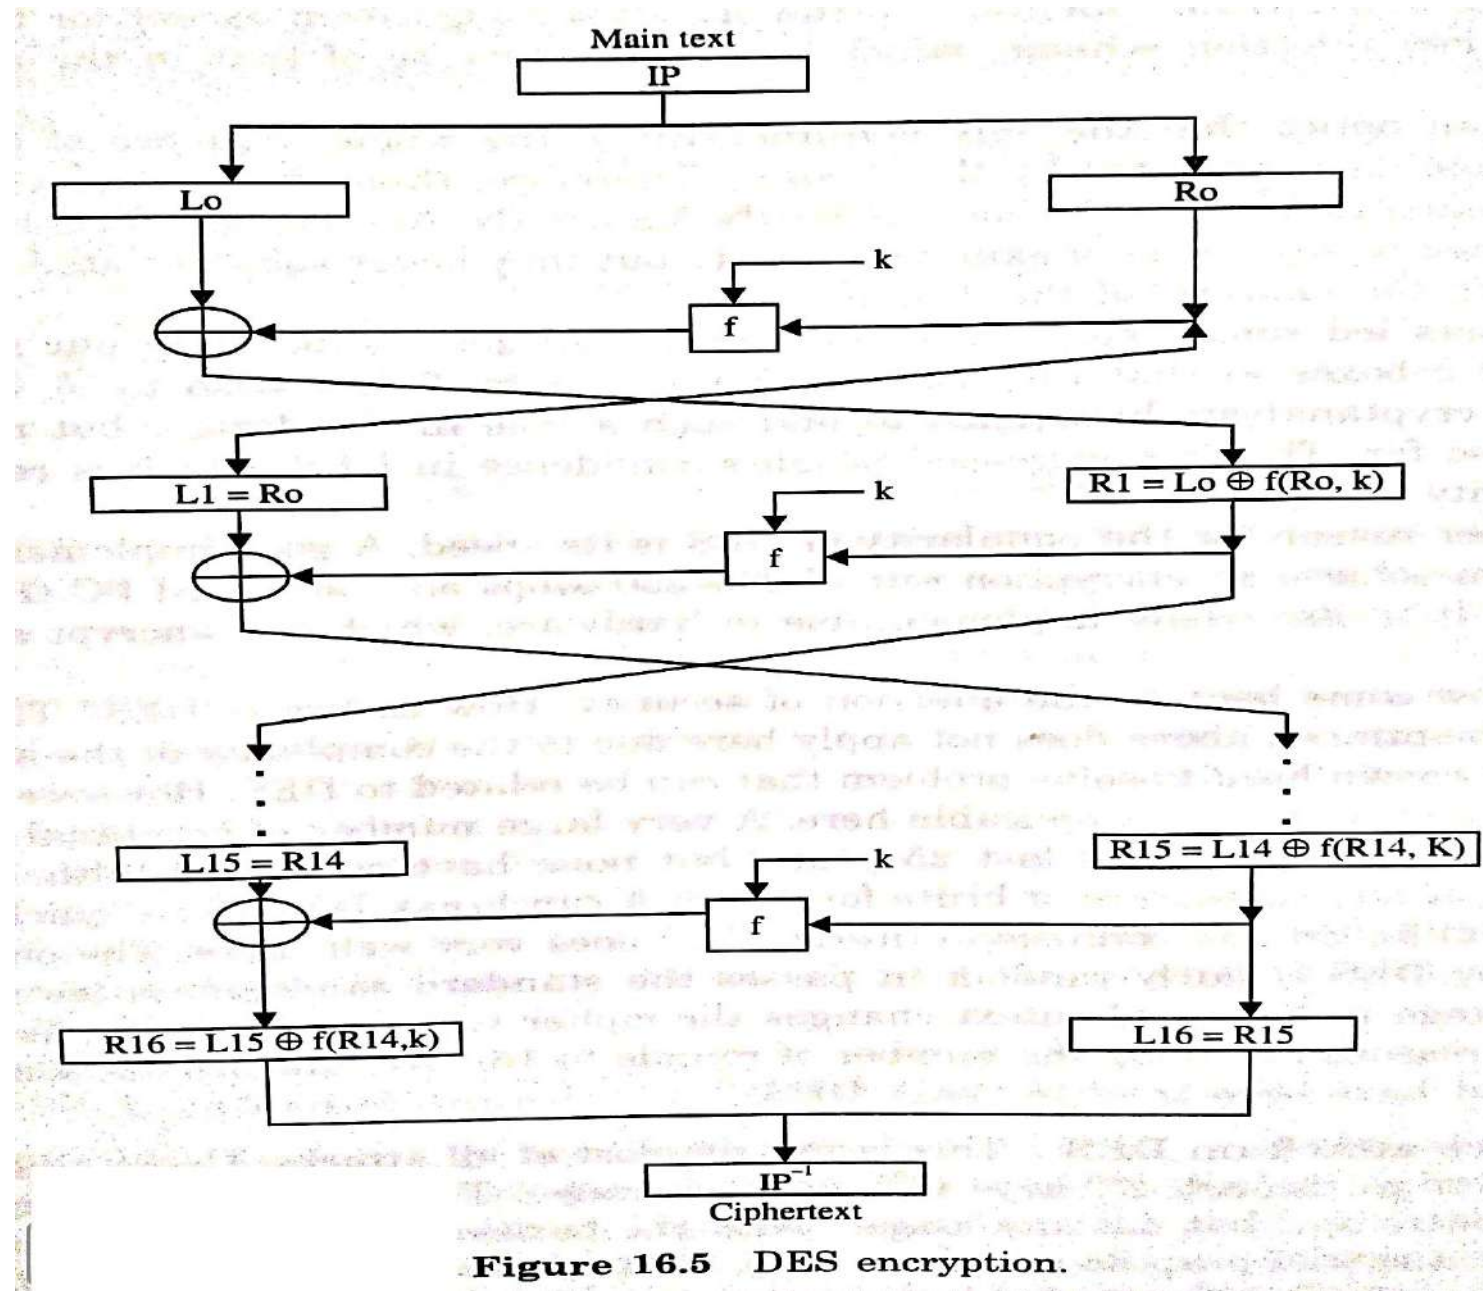 Main text
IP
Lo
Ro
k
f
L1 = Ro
R1 = Lo ⊕ f(Ro, k)
k
f
L15 = R14
R15 = L14 ⊕ f(R14, K)
k
f
R16 = L15 ⊕ f(R14,k)
L16 = R15
IP⁻¹
Ciphertext
Figure 16.5 DES encryption.